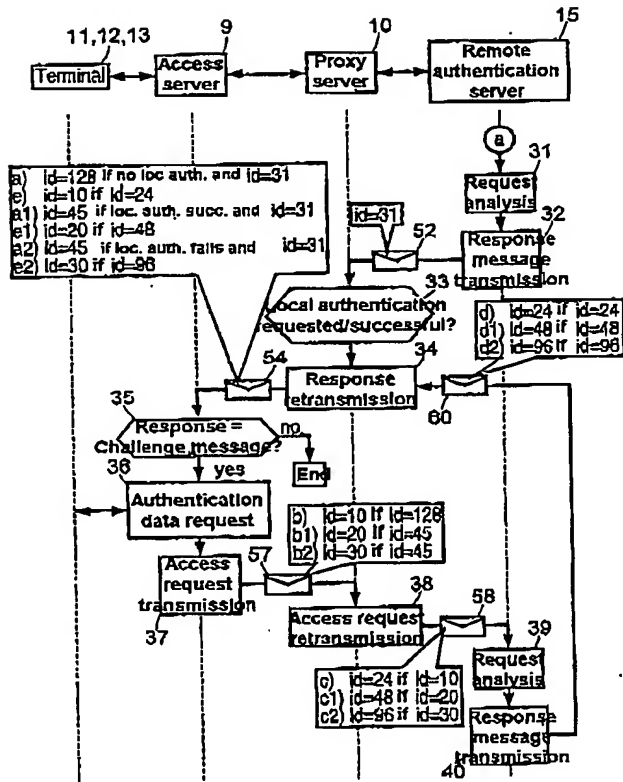 11,12,13
9
10
15
Terminal
Access
server
Proxy
server
Remote
authentication
server
a
31
a) id=128 if no loc auth. and id=31
e) id=10 if id=24
a1) id=45 if loc. auth. succ. and id=31
e1) id=20 if id=48
a2) id=45 if loc. auth. fails and id=31
e2) id=30 if id=96
Request
analysis
id=31
52
32
Response
message
transmission
33
Local authentication
requested/successful?
d) id=24 if id=24
d1) id=48 if id=48
d2) id=96 if id=96
54
34
Response
retransmission
60
35
Response =
Challenge message?
no
End
36
yes
Authentication
data request
b) id=10 if id=128
b1) id=20 if id=45
b2) id=30 if id=45
57
Access
request
transmission
37
38
58
Access request
retransmission
39
Request
analysis
c) id=24 if id=10
c1) id=48 if id=20
c2) id=96 if id=30
Response
message
transmission
40